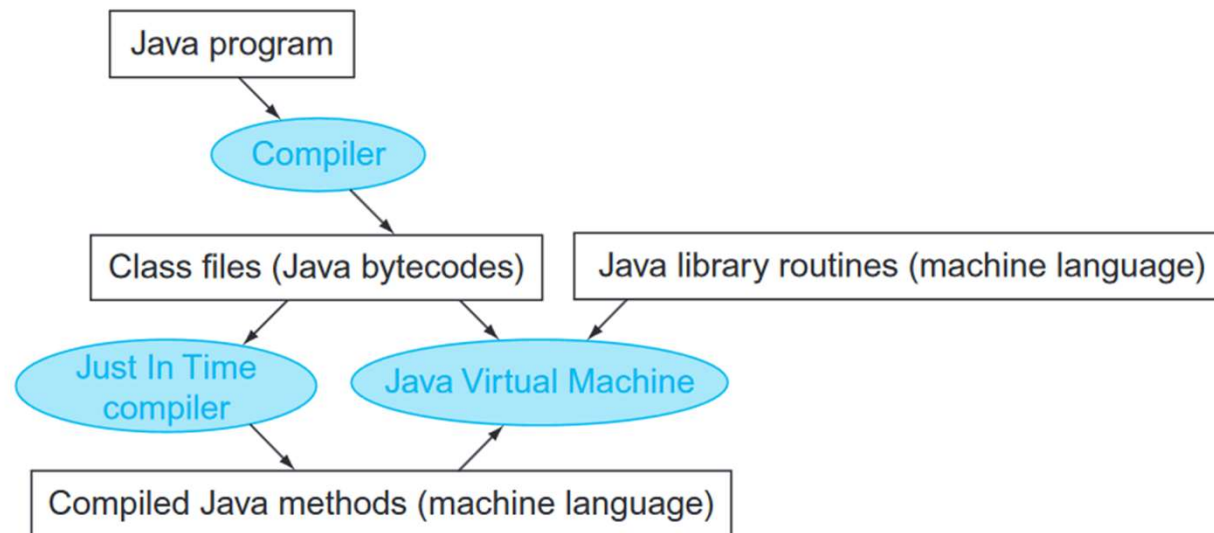 Java program
Compiler
Class files (Java bytecodes)
Java library routines (machine language)
Just In Time
compiler
Java Virtual Machine
Compiled Java methods (machine language)